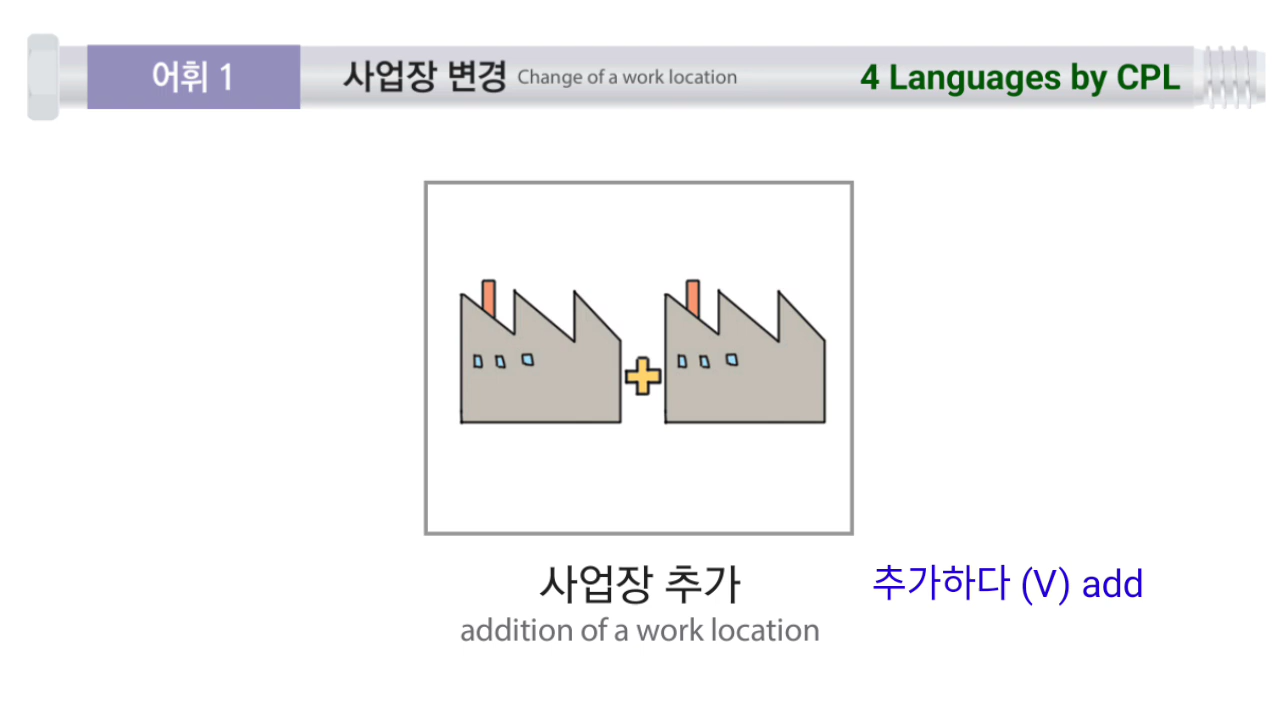 어휘 1
사업장 변경 Change of a work location
4 Languages by CPL
사업장 추가
추가하다 (V) add
addition of a work location